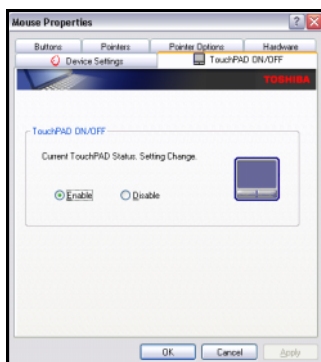 Mouse Properties
Buttons Pointers Pointer Options Hardware
Device Settings TouchPAD ON/OFF
TOSHIBA
TouchPAD ON/OFF
Current TouchPAD Status. Setting Change.
Enable Disable
OK Cancel Apply